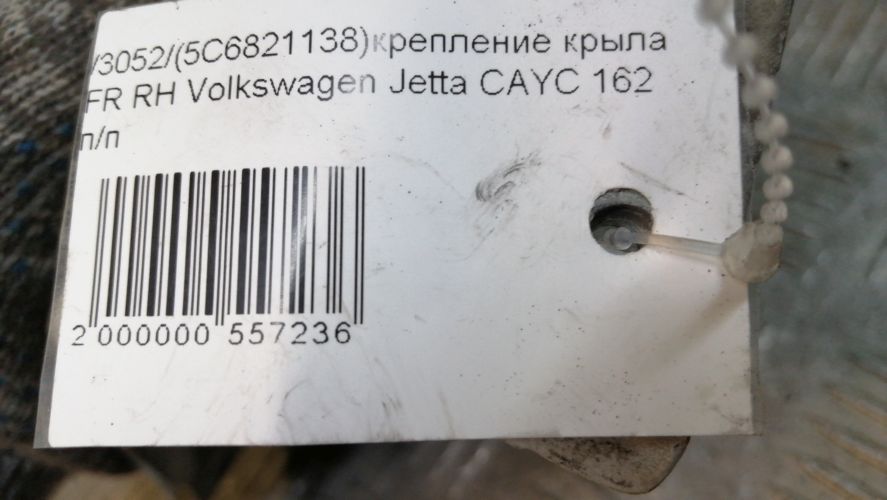 /3052/(5C6821138)крепление крыла
FR RH Volkswagen Jetta CAYC 162
п/п
2 000000 557236